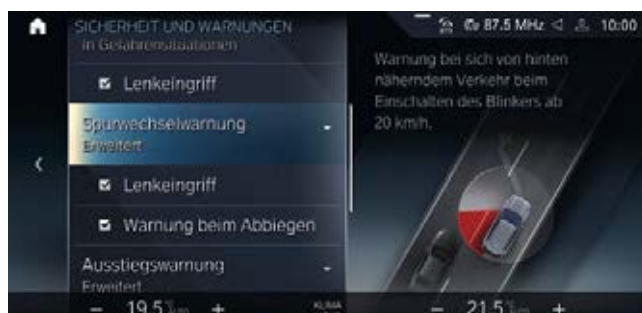 SICHERHEIT UND WARNUNGEN
87.5 MHz
10:00
in Gefahrensituationen
Lenkeingriff
Spurwechselwarnung
Erweitert
Lenkeingriff
Warnung beim Abbiegen
Ausstiegswarnung
Erweitert
Warnung bei sich von hinten
näherndem Verkehr beim
Einschalten des Blinkers ab
20 km/h.
− 19.5 +
KLIMA
− 21.5 +